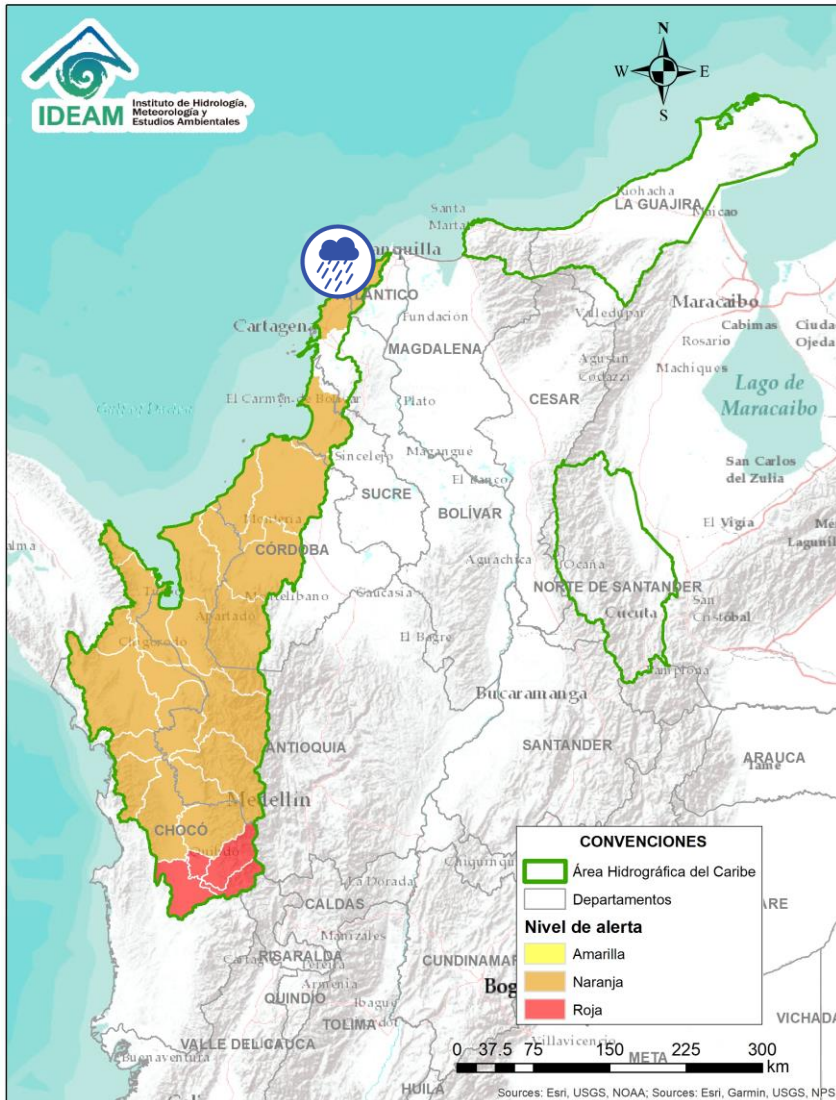 IDEAM
Instituto de Hidrología,
Meteorología y
Estudios Ambientales
N
W
E
S
Riohacha
LA GUAJIRA
Maicao
Santa
Marta
anquilla
Cartagena
Fundación
MAGDALENA
Valledupar
Maracaibo
Cabimas
Ciuda
Ojeda
Rosario
Machiques
Agustín
Codazzi
Lago de
Maracaibo
CESAR
El Carmen de Bolívar
Plato
Sincelejo
Magangué
San Carlos
del Zulia
SUCRE
El Banco
BOLÍVAR
El Vigía
Montería
CÓRDOBA
Aguachica
Ocaña
NORTE DE SANTANDER
Cúcuta
San
Cristóbal
Montelíbano
Caucasia
Apartadó
El Bagre
Chigorodó
Pamplona
Bucaramanga
ANTIOQUIA
SANTANDER
ARAUCA
Tame
Medellín
CHOCÓ
Quibdó
Chiquinqu
La Dorada
CALDAS
Manizales
RISARALDA
Pereira
Cartago
CUNDINAMAR
Armenia
QUINDÍO
Ibagué
TOLIMA
Bog
VICHADA
VALLE DEL CAUCA
Buenaventura
Villavicencio
META
HUILA
CONVENCIONES
Área Hidrográfica del Caribe
Departamentos
Nivel de alerta
Amarilla
Naranja
Roja
0 37.5 75 150 225 300
km
Sources: Esri, USGS, NOAA; Sources: Esri, Garmin, USGS, NPS